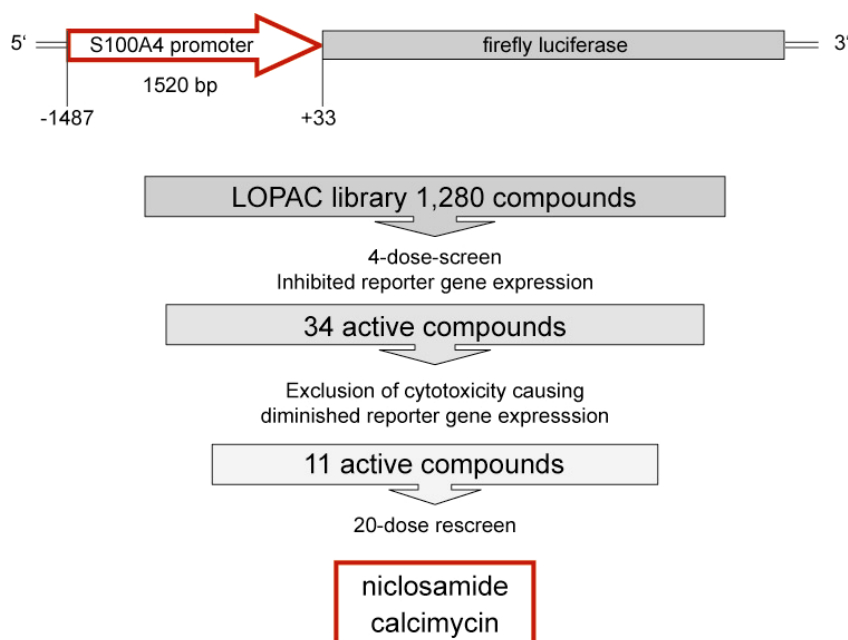 5‘ S100A4 promoter firefly luciferase 3‘
1520 bp
-1487 +33
LOPAC library 1,280 compounds
4-dose-screen
Inhibited reporter gene expression
34 active compounds
Exclusion of cytotoxicity causing
diminished reporter gene expresssion
11 active compounds
20-dose rescreen
niclosamide
calcimycin